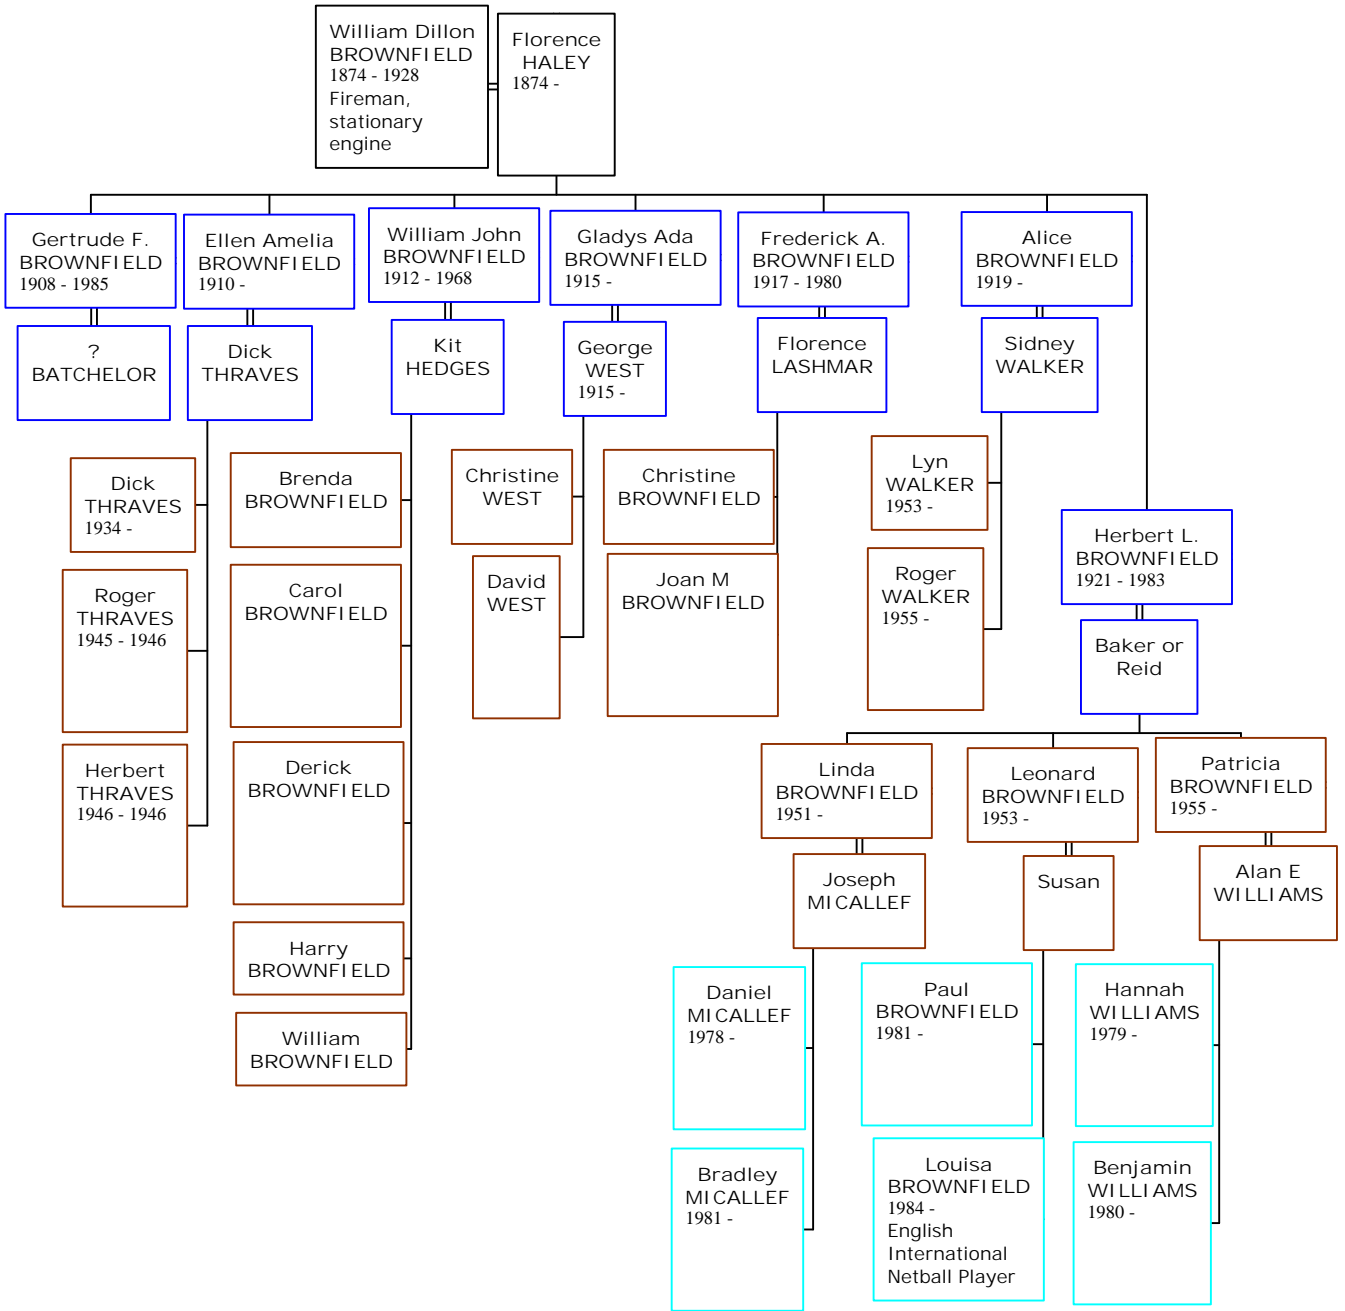 William Dillon
BROWNFIELD
1874 - 1928
Fireman,
stationary
engine
Florence
HALEY
1874 -
Gertrude F.
BROWNFIELD
1908 - 1985
Ellen Amelia
BROWNFIELD
1910 -
William John
BROWNFIELD
1912 - 1968
Gladys Ada
BROWNFIELD
1915 -
Frederick A.
BROWNFIELD
1917 - 1980
Alice
BROWNFIELD
1919 -
?
BATCHELOR
Dick
THRAVES
Kit
HEDGES
George
WEST
1915 -
Florence
LASHMAR
Sidney
WALKER
Dick
THRAVES
1934 -
Brenda
BROWNFIELD
Christine
WEST
Christine
BROWNFIELD
Lyn
WALKER
1953 -
Herbert L.
BROWNFIELD
1921 - 1983
Roger
THRAVES
1945 - 1946
Carol
BROWNFIELD
David
WEST
Joan M
BROWNFIELD
Roger
WALKER
1955 -
Baker or
Reid
Herbert
THRAVES
1946 - 1946
Derick
BROWNFIELD
Linda
BROWNFIELD
1951 -
Leonard
BROWNFIELD
1953 -
Patricia
BROWNFIELD
1955 -
Joseph
MICALLEF
Susan
Alan E
WILLIAMS
Harry
BROWNFIELD
William
BROWNFIELD
Daniel
MICALLEF
1978 -
Paul
BROWNFIELD
1981 -
Hannah
WILLIAMS
1979 -
Bradley
MICALLEF
1981 -
Louisa
BROWNFIELD
1984 -
English
International
Netball Player
Benjamin
WILLIAMS
1980 -